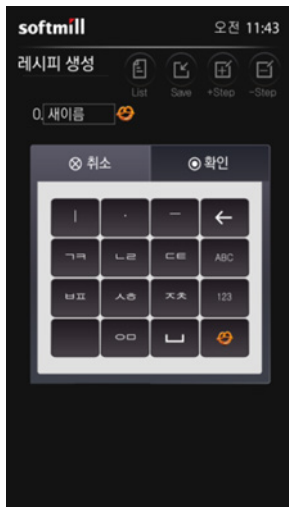 softmill 오전 11:43
레시피 생성
List Save +Step -Step
0. 새이름
취소 확인
ㅣ · ㅡ ←
ㄱㅋ ㄴㄹ ㄷㅌ ABC
ㅂㅍ ㅅㅎ ㅈㅊ 123
ㅇㅁ